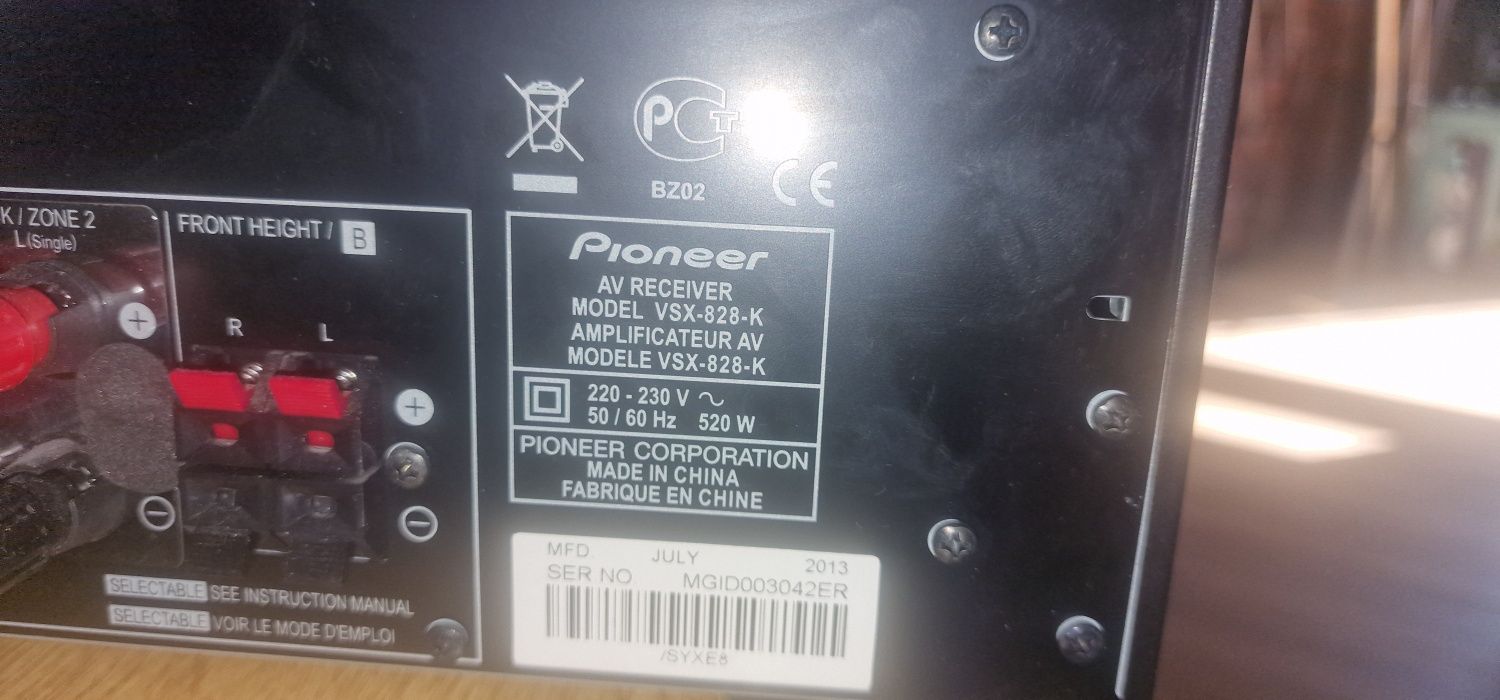 K / ZONE 2
L (Single)
FRONT HEIGHT / B
R L
PCT
BZ02
CE
Pioneer
AV RECEIVER
MODEL VSX-828-K
AMPLIFICATEUR AV
MODELE VSX-828-K
220 - 230 V ~
50 / 60 Hz 520 W
PIONEER CORPORATION
MADE IN CHINA
FABRIQUE EN CHINE
MFD. JULY 2013
SER NO MGID003042ER
/SYXE8
SELECTABLE SEE INSTRUCTION MANUAL
SELECTABLE VOIR LE MODE D'EMPLOI